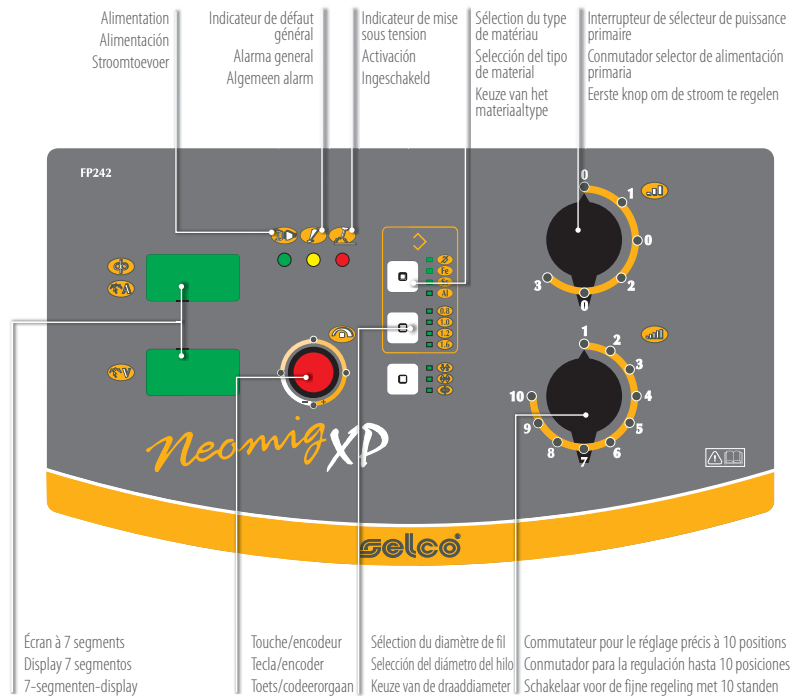 Alimentation
Alimentación
Stroomtoevoer
Indicateur de défaut
général
Alarma general
Algemeen alarm
Indicateur de mise
sous tension
Activación
Ingeschakeld
Sélection du type
de matériau
Selección del tipo
de material
Keuze van het
materiaaltype
Interrupteur de sélecteur de puissance
primaire
Conmutador selector de alimentación
primaria
Eerste knop om de stroom te regelen
FP242
0
1
0
2
0
3
Fe
Al
0.8
1.0
1.2
1.6
A
V
- +
1
2
3
4
5
6
7
8
9
10
Neomig XP
selco
Écran à 7 segments
Display 7 segmentos
7-segmenten-display
Touche/encodeur
Tecla/encoder
Toets/codeerorgaan
Sélection du diamètre de fil
Selección del diámetro del hilo
Keuze van de draaddiameter
Commutateur pour le réglage précis à 10 positions
Conmutador para la regulación hasta 10 posiciones
Schakelaar voor de fijne regeling met 10 standen